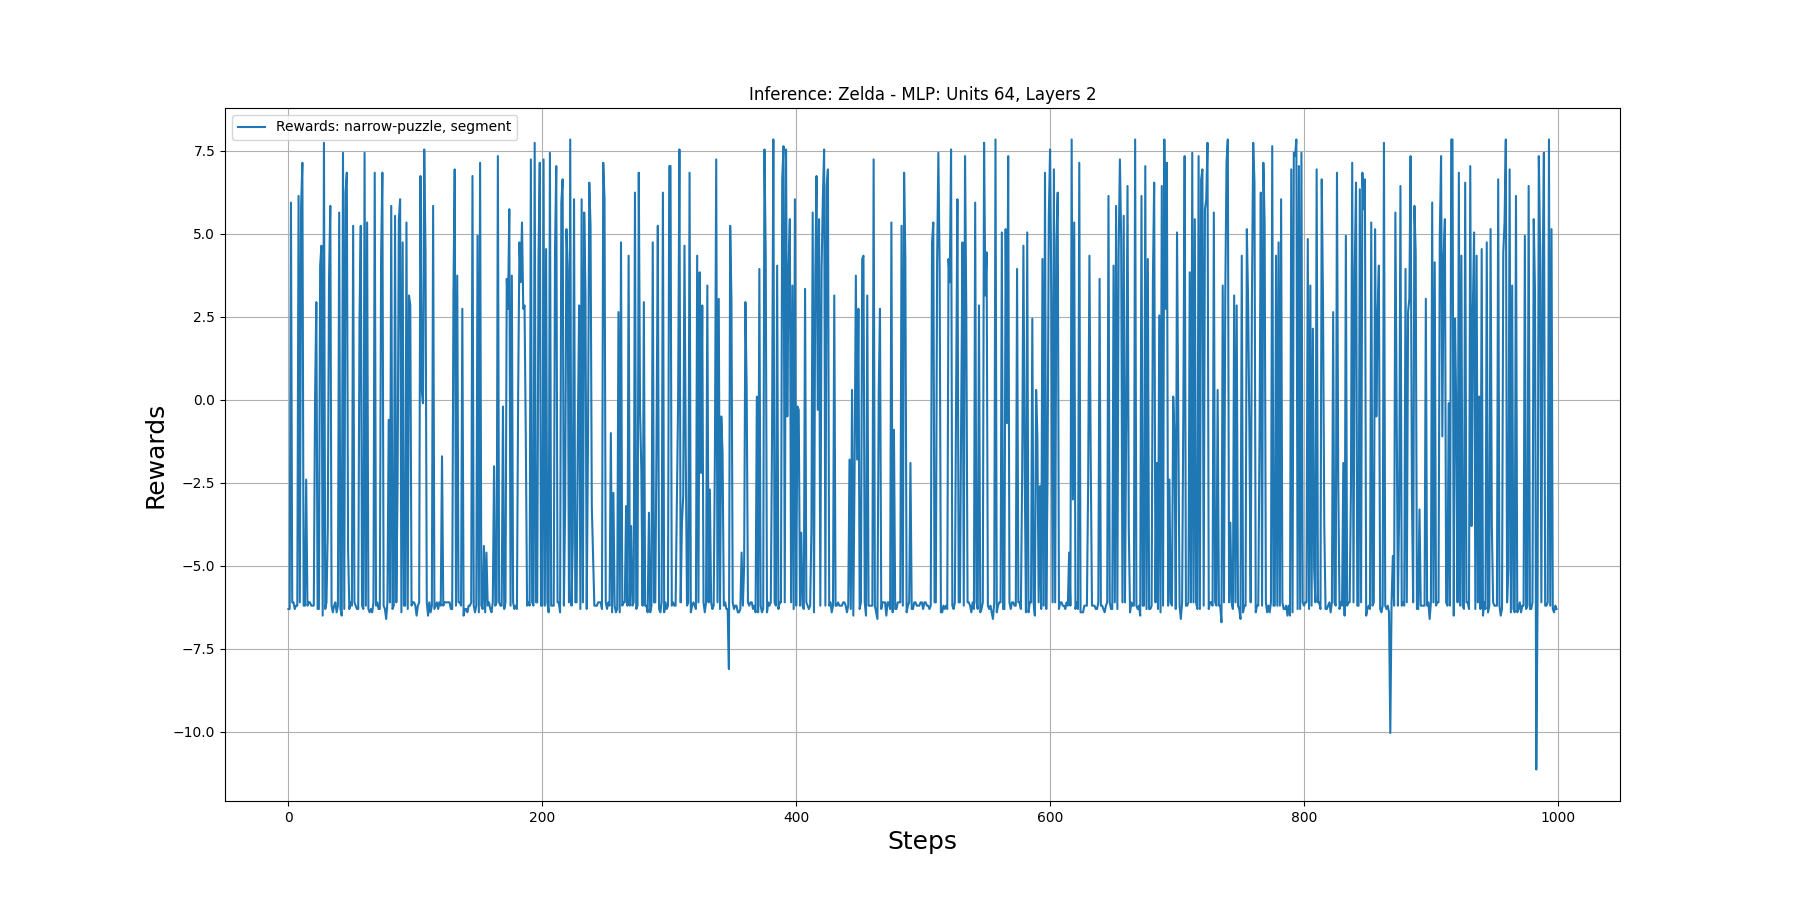 Inference: Zelda - MLP: Units 64, Layers 2
Rewards: narrow-puzzle, segment
7.5
5.0
2.5
0.0
−2.5
−5.0
−7.5
−10.0
Rewards
0 200 400 600 800 1000
Steps